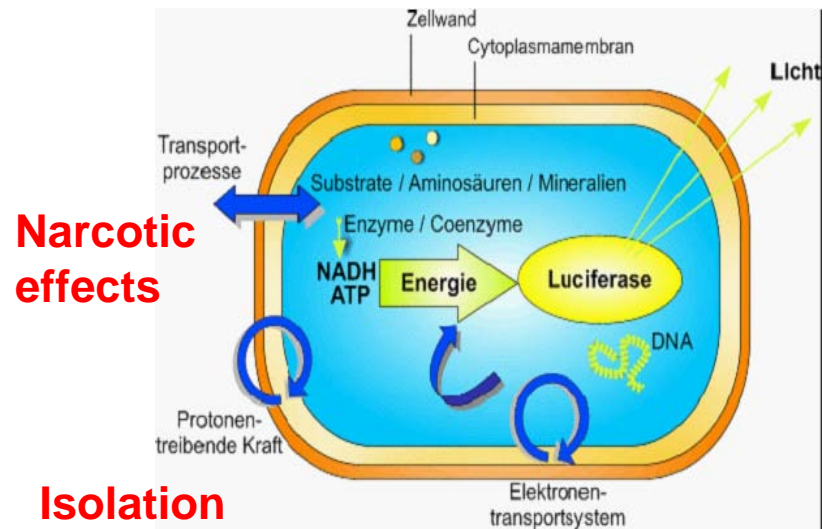 Zellwand
Cytoplasmamembran
Licht
Transport-
prozesse
Substrate / Aminosäuren / Mineralien
Narcotic
effects
Enzyme / Coenzyme
NADH
ATP
Energie
Luciferase
DNA
Protonen-
treibende Kraft
Isolation
Elektronen-
transportsystem